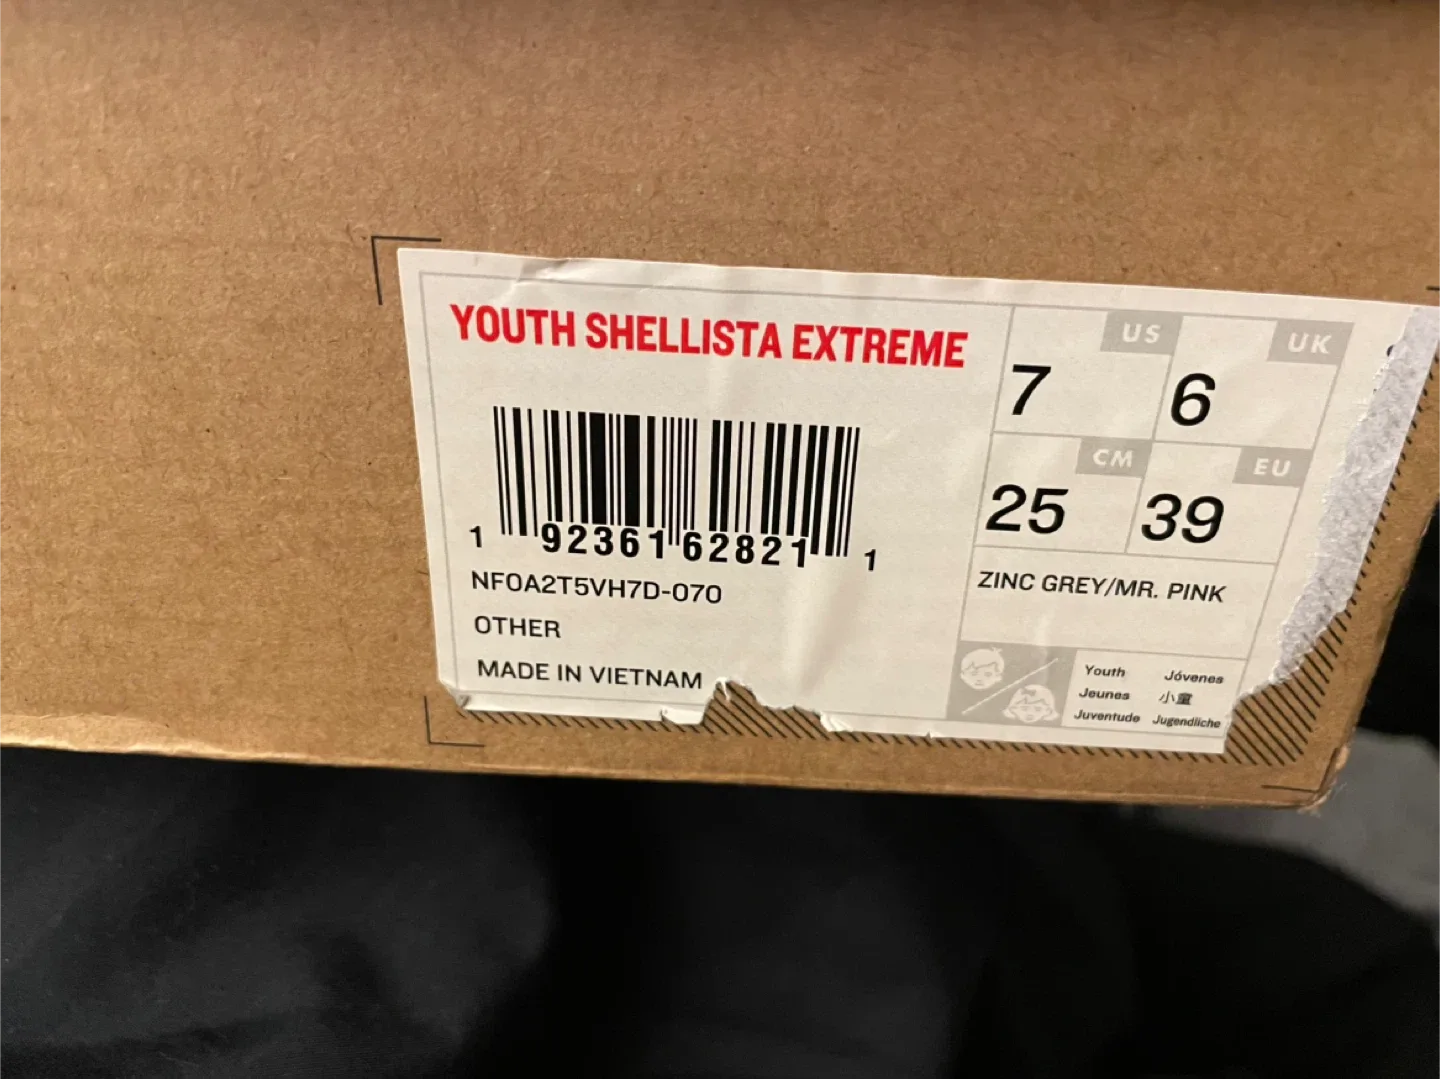 YOUTH SHELLISTA EXTREME
1 92361 62821 1
NF0A2T5VH7D-070
OTHER
MADE IN VIETNAM
US 7
UK 6
CM 25
EU 39
ZINC GREY/MR. PINK
Youth Jóvenes
Jeunes 小童
Juventude Jugendliche